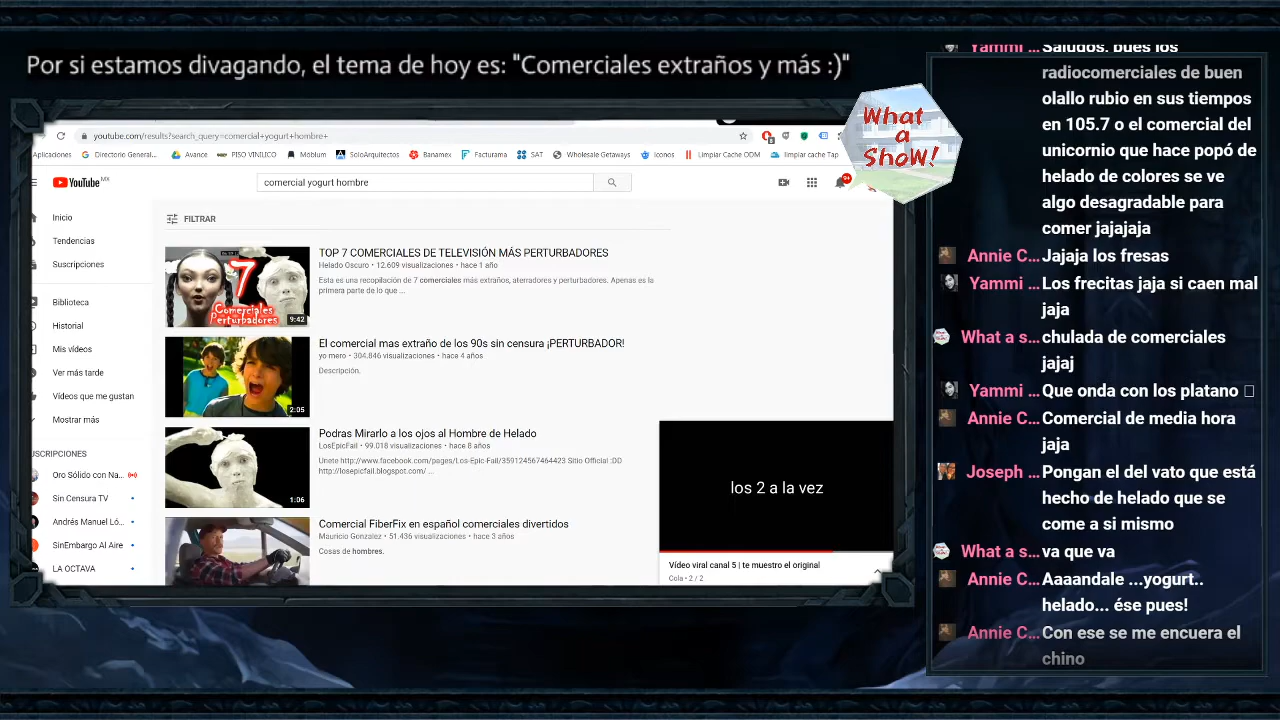 Por si estamos divagando, el tema de hoy es: "Comerciales extraños y más :)"
What
a
ShoW!
youtube.com/results?search_query=comercial+yogurt+hombre+
Aplicaciones
Directorio General...
Avance
PISO VINILICO
Mobium
SoloArquitectos
Banamex
Facturama
SAT
Wholesale Getaways
Iconos
Limpiar Cache ODM
limpiar cache Tap
YouTube MX
comercial yogurt hombre
9+
Inicio
Tendencias
Suscripciones
Biblioteca
Historial
Mis vídeos
Ver más tarde
Vídeos que me gustan
Mostrar más
USCRIPCIONES
Oro Sólido con Na...
Sin Censura TV
Andrés Manuel Ló...
SinEmbargo Al Aire
LA OCTAVA
FILTRAR
7
Comerciales
Perturbadores
9:42
TOP 7 COMERCIALES DE TELEVISIÓN MÁS PERTURBADORES
Helado Oscuro • 12.609 visualizaciones • hace 1 año
Esta es una recopilación de 7 comerciales más extraños, aterradores y perturbadores. Apenas es la
primera parte de lo que ...
2:05
El comercial mas extraño de los 90s sin censura ¡PERTURBADOR!
yo mero • 304.846 visualizaciones • hace 4 años
Descripción.
1:06
Podras Mirarlo a los ojos al Hombre de Helado
LosEpicFail • 99.018 visualizaciones • hace 8 años
Unete http://www.facebook.com/pages/Los-Epic-Fail/359124567464423 Sitio Official :DD
http://losepicfail.blogspot.com/ ...
Comercial FiberFix en español comerciales divertidos
Mauricio Gonzalez • 51.436 visualizaciones • hace 3 años
Cosas de hombres.
los 2 a la vez
Vídeo viral canal 5 | te muestro el original
Cola • 2 / 2
Yammi ... Saludos, pues los
radiocomerciales de buen
olallo rubio en sus tiempos
en 105.7 o el comercial del
unicornio que hace popó de
helado de colores se ve
algo desagradable para
comer jajajaja
Annie C... Jajaja los fresas
Yammi ... Los frecitas jaja si caen mal
jaja
What a s... chulada de comerciales
jajaj
Yammi ... Que onda con los platano
Annie C... Comercial de media hora
jaja
Joseph ... Pongan el del vato que está
hecho de helado que se
come a si mismo
What a s... va que va
Annie C... Aaaandale ...yogurt..
helado... ése pues!
Annie C... Con ese se me encuera el
chino